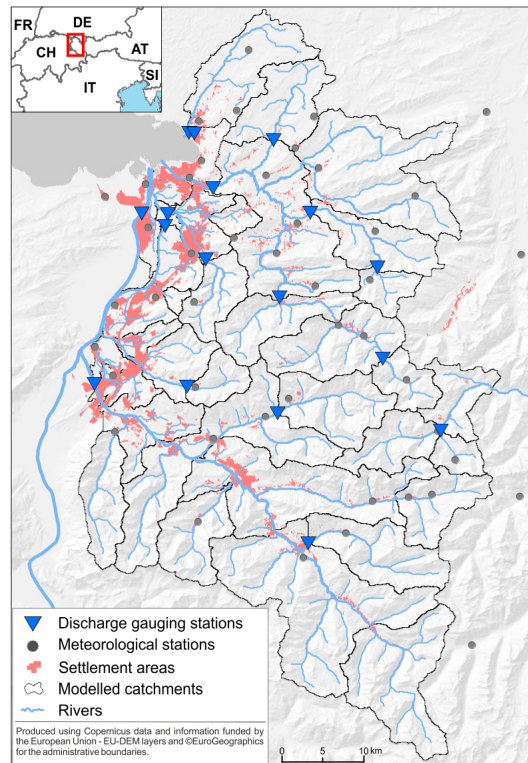 FR
DE
CH
AT
IT
SI
Discharge gauging stations
Meteorological stations
Settlement areas
Modelled catchments
Rivers
Produced using Copernicus data and information funded by
the European Union - EU-DEM layers and ©EuroGeographics
for the administrative boundaries.
0 5 10 km